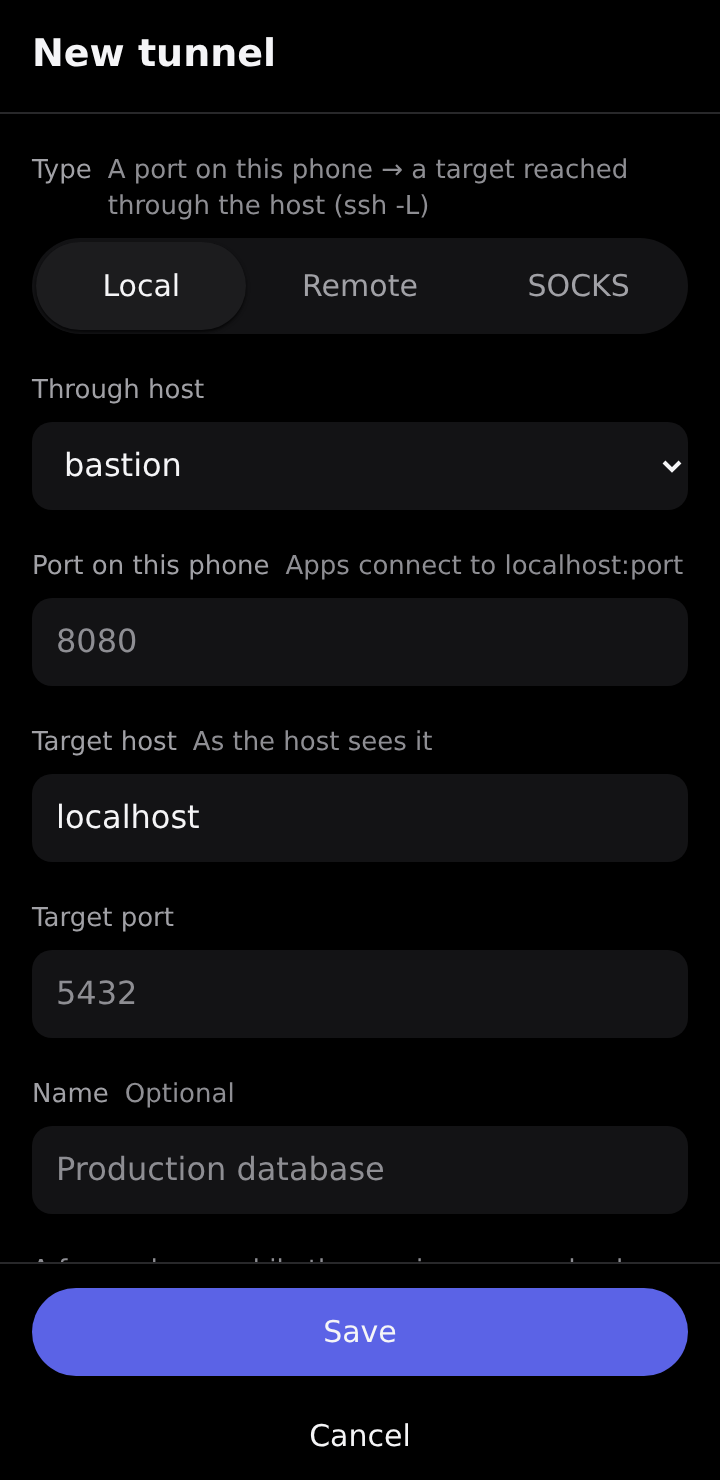 New tunnel
Type A port on this phone → a target reached
through the host (ssh -L)
Local Remote SOCKS
Through host
bastion
Port on this phone Apps connect to localhost:port
8080
Target host As the host sees it
localhost
Target port
5432
Name Optional
Production database
Save
Cancel